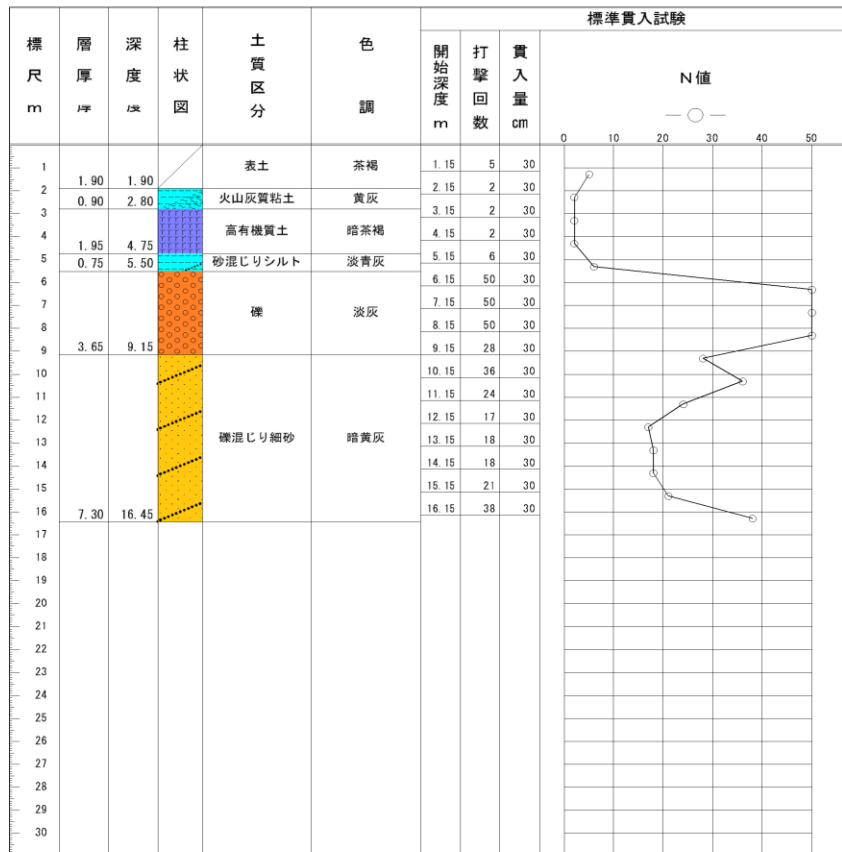 標準貫入試験
標尺 m
層厚 厚
深度 度
柱状図
土質区分
色調
開始深度 m
打撃回数
貫入量 cm
N値
0 10 20 30 40 50
1 表土 茶褐 1.15 5 30
1.90 1.90
2 2.15 2 30
0.90 2.80 火山灰質粘土 黄灰
3 3.15 2 30
高有機質土 暗茶褐
4 4.15 2 30
1.95 4.75
5 5.15 6 30
0.75 5.50 砂混じりシルト 淡青灰
6 6.15 50 30
7 礫 淡灰 7.15 50 30
8 8.15 50 30
3.65 9.15
9 9.15 28 30
10 10.15 36 30
11 11.15 24 30
12 12.15 17 30
13 礫混じり細砂 暗黄灰 13.15 18 30
14 14.15 18 30
15 15.15 21 30
16 16.15 38 30
7.30 16.45
17
18
19
20
21
22
23
24
25
26
27
28
29
30